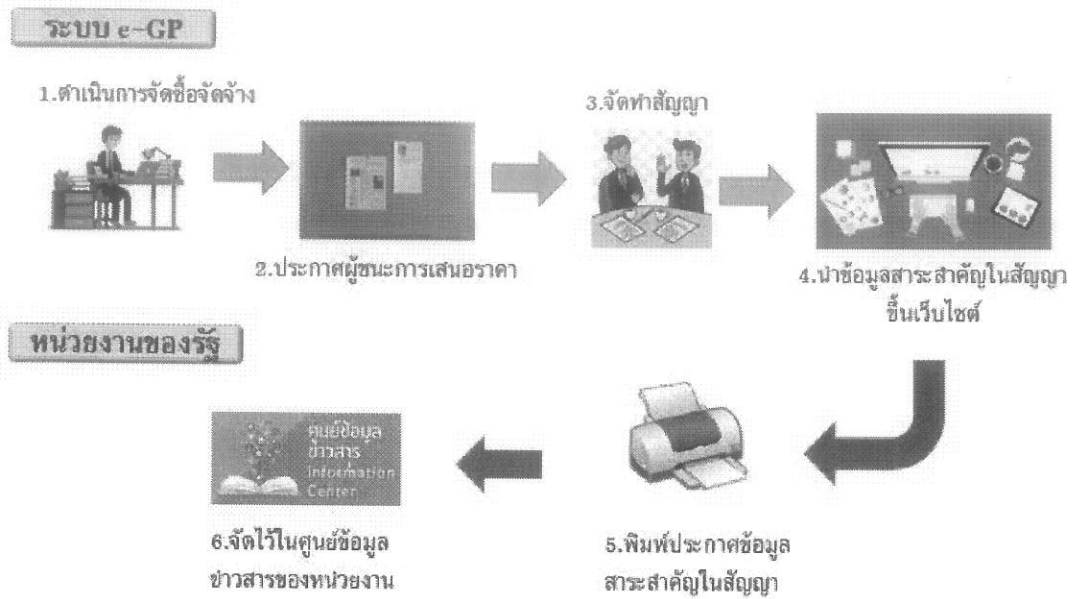 ระบบ e-GP
1.ดำเนินการจัดซื้อจัดจ้าง
2.ประกาศผู้ชนะการเสนอราคา
3.จัดทำสัญญา
4.นำข้อมูลสาระสำคัญในสัญญา
ขึ้นเว็บไซต์
หน่วยงานของรัฐ
5.พิมพ์ประกาศข้อมูล
สาระสำคัญในสัญญา
ศูนย์ข้อมูล
ข่าวสาร
Information
Center
6.จัดไว้ในศูนย์ข้อมูล
ข่าวสารของหน่วยงาน